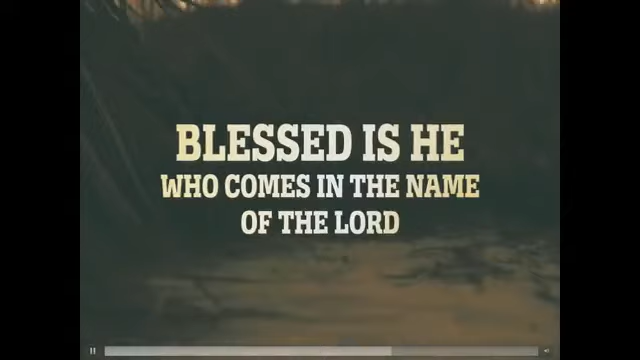 BLESSED IS HE
WHO COMES IN THE NAME
OF THE LORD